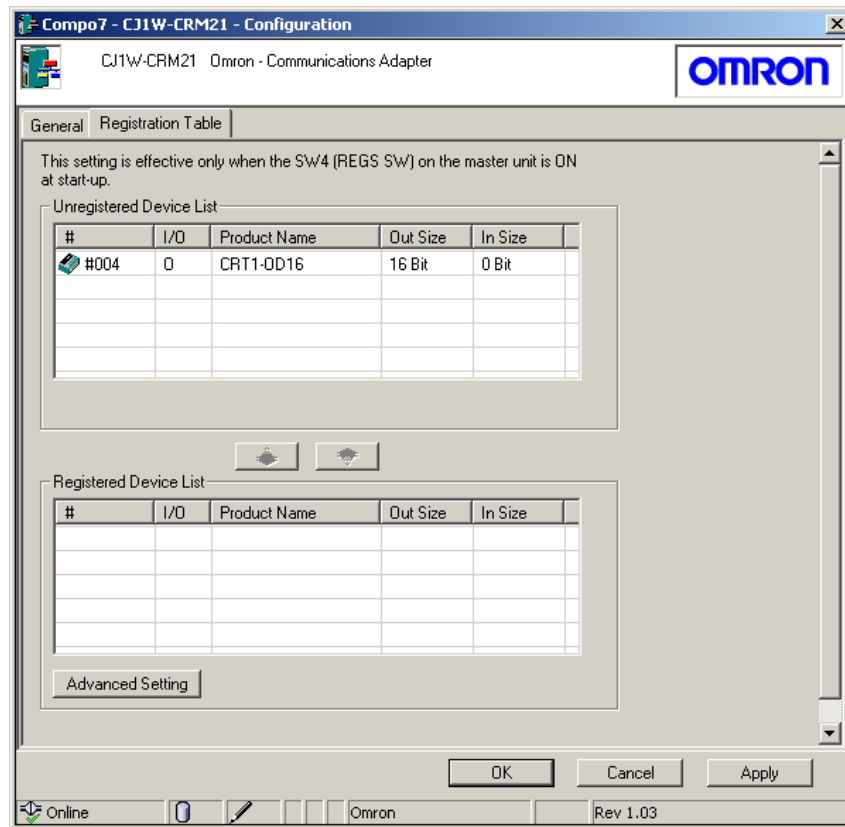 Compo7 - CJ1W-CRM21 - Configuration
CJ1W-CRM21 Omron - Communications Adapter
OMRON
General Registration Table
This setting is effective only when the SW4 (REGS SW) on the master unit is ON
at start-up.
Unregistered Device List
# I/O Product Name Out Size In Size
#004 O CRT1-OD16 16 Bit 0 Bit
Registered Device List
# I/O Product Name Out Size In Size
Advanced Setting
OK Cancel Apply
Online Omron Rev 1.03